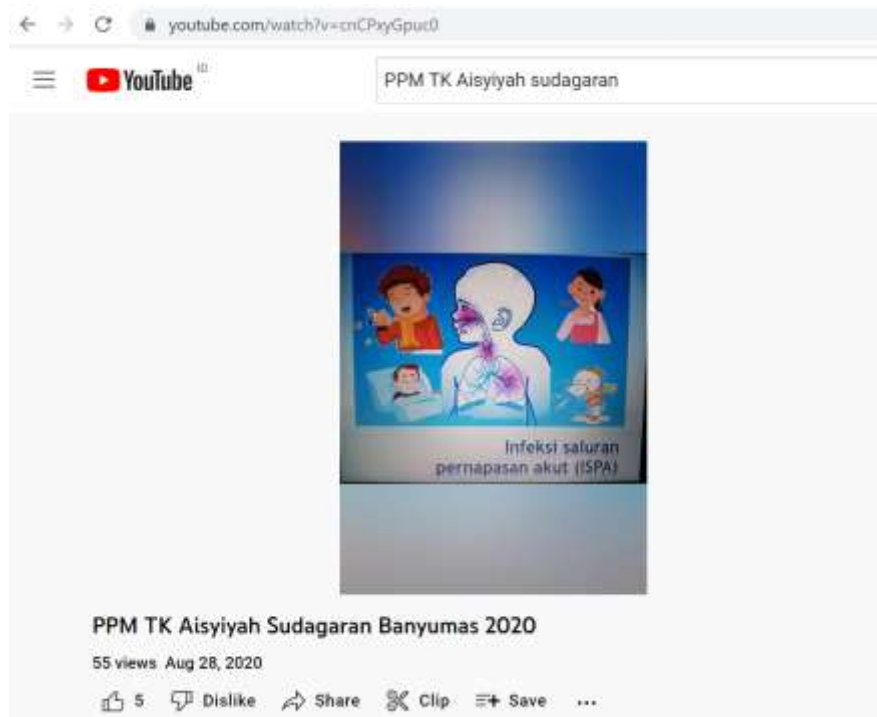 youtube.com/watch?v=cnCPxyGpuc0
YouTube ID
PPM TK Aisyiyah sudagaran
Infeksi saluran
pernapasan akut (ISPA)
PPM TK Aisyiyah Sudagaran Banyumas 2020
55 views Aug 28, 2020
5 Dislike Share Clip Save ...